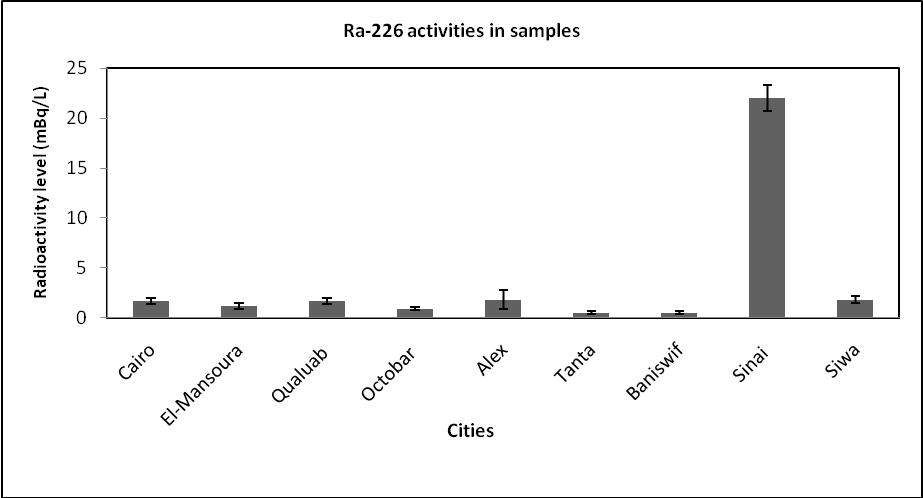 Ra-226 activities in samples
Radioactivity level (mBq/L)
25
20
15
10
5
0
Cairo
El-Mansoura
Qualuab
Octobar
Alex
Tanta
Baniswif
Sinai
Siwa
Cities